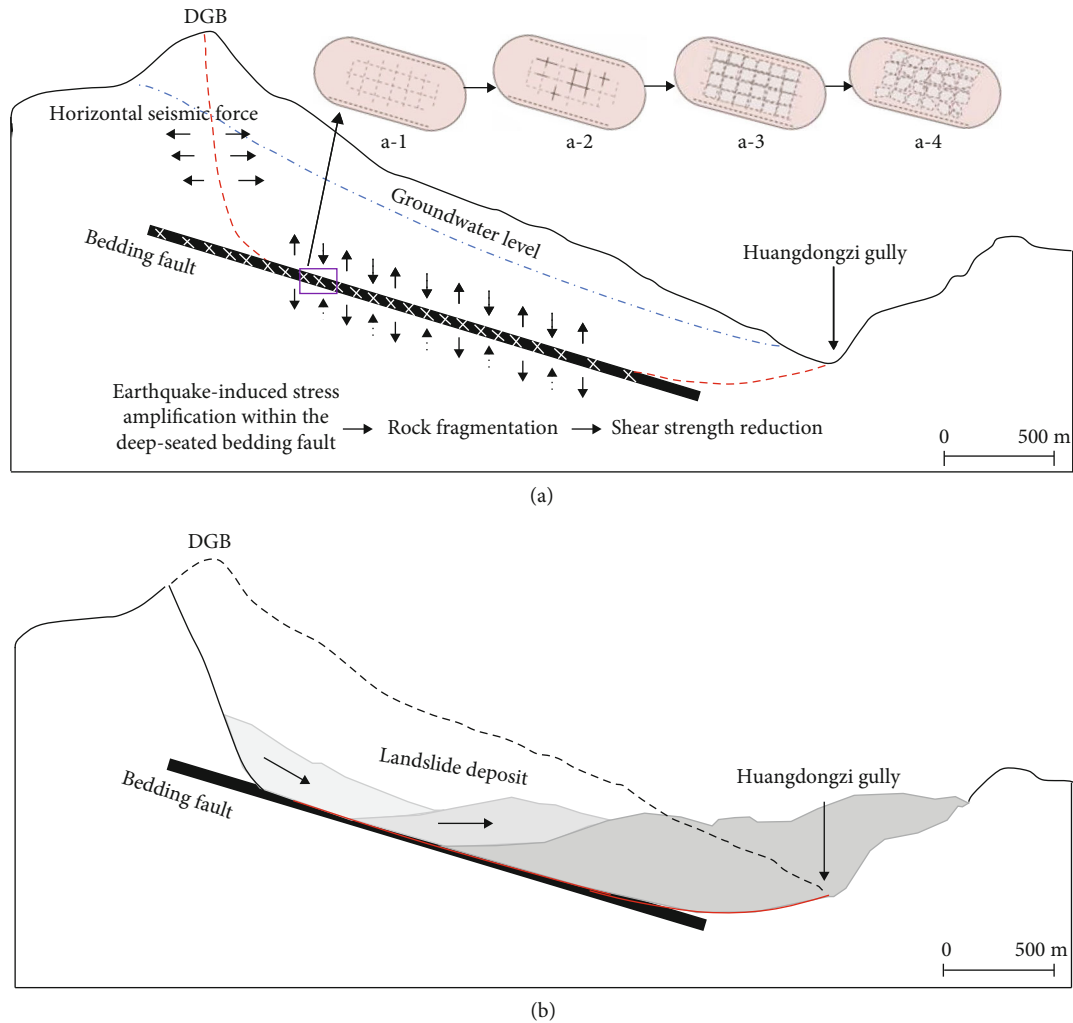 DGB
a-1
a-2
a-3
a-4
Horizontal seismic force
Groundwater level
Bedding fault
Huangdongzi gully
Earthquake-induced stress
amplification within the
deep-seated bedding fault
Rock fragmentation
Shear strength reduction
0 500 m
(a)
DGB
Landslide deposit
Bedding fault
Huangdongzi gully
0 500 m
(b)